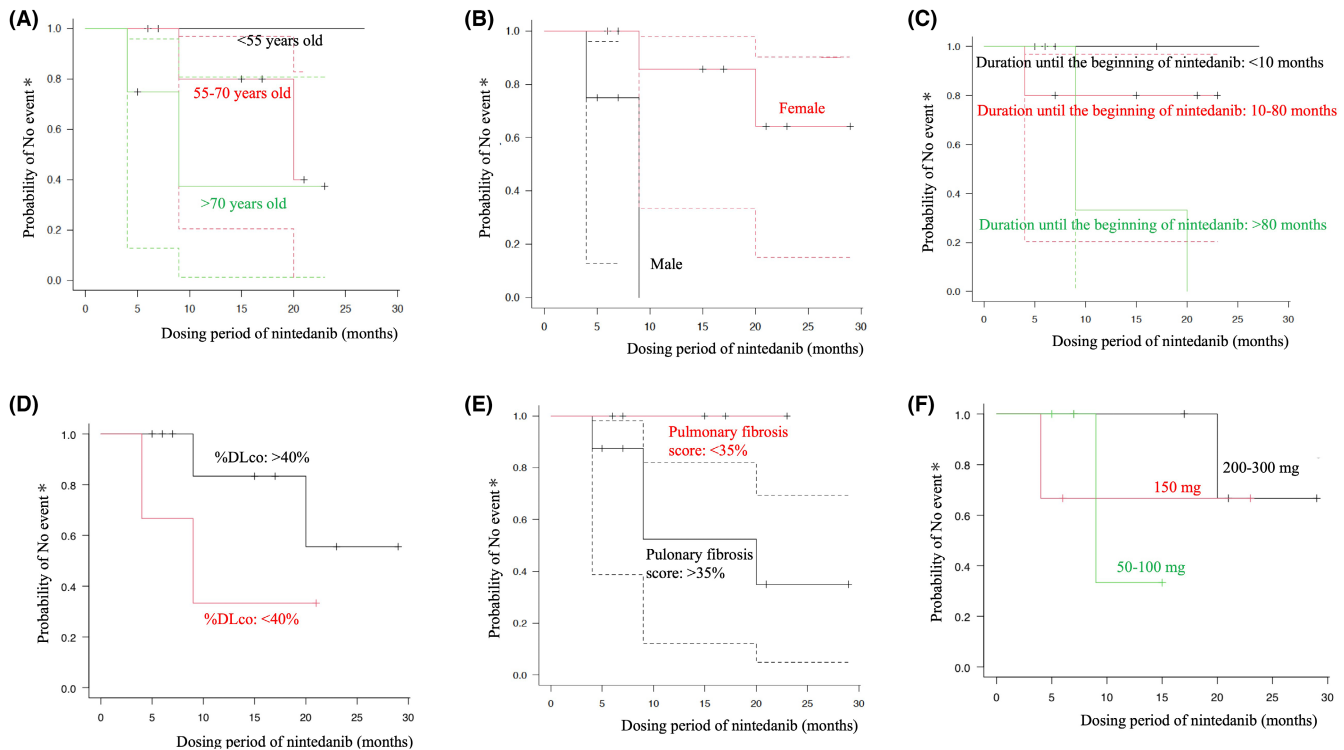 (A)
Probability of No event *
1.0
0.8
0.6
0.4
0.2
0.0
<55 years old
55-70 years old
>70 years old
0 5 10 15 20 25 30
Dosing period of nintedanib (months)
(B)
Probability of No event *
1.0
0.8
0.6
0.4
0.2
0.0
Female
Male
0 5 10 15 20 25 30
Dosing period of nintedanib (months)
(C)
Probability of No event *
1.0
0.8
0.6
0.4
0.2
0.0
Duration until the beginning of nintedanib: <10 months
Duration until the beginning of nintedanib: 10-80 months
Duration until the beginning of nintedanib: >80 months
0 5 10 15 20 25 30
Dosing period of nintedanib (months)
(D)
Probability of No event *
1.0
0.8
0.6
0.4
0.2
0.0
%DLco: >40%
%DLco: <40%
0 5 10 15 20 25 30
Dosing period of nintedanib (months)
(E)
Probability of No event *
1.0
0.8
0.6
0.4
0.2
0.0
Pulmonary fibrosis
score: <35%
Pulonary fibrosis
score: >35%
0 5 10 15 20 25 30
Dosing period of nintedanib (months)
(F)
Probability of No event *
1.0
0.8
0.6
0.4
0.2
0.0
200-300 mg
150 mg
50-100 mg
0 5 10 15 20 25 30
Dosing period of nintedanib (months)